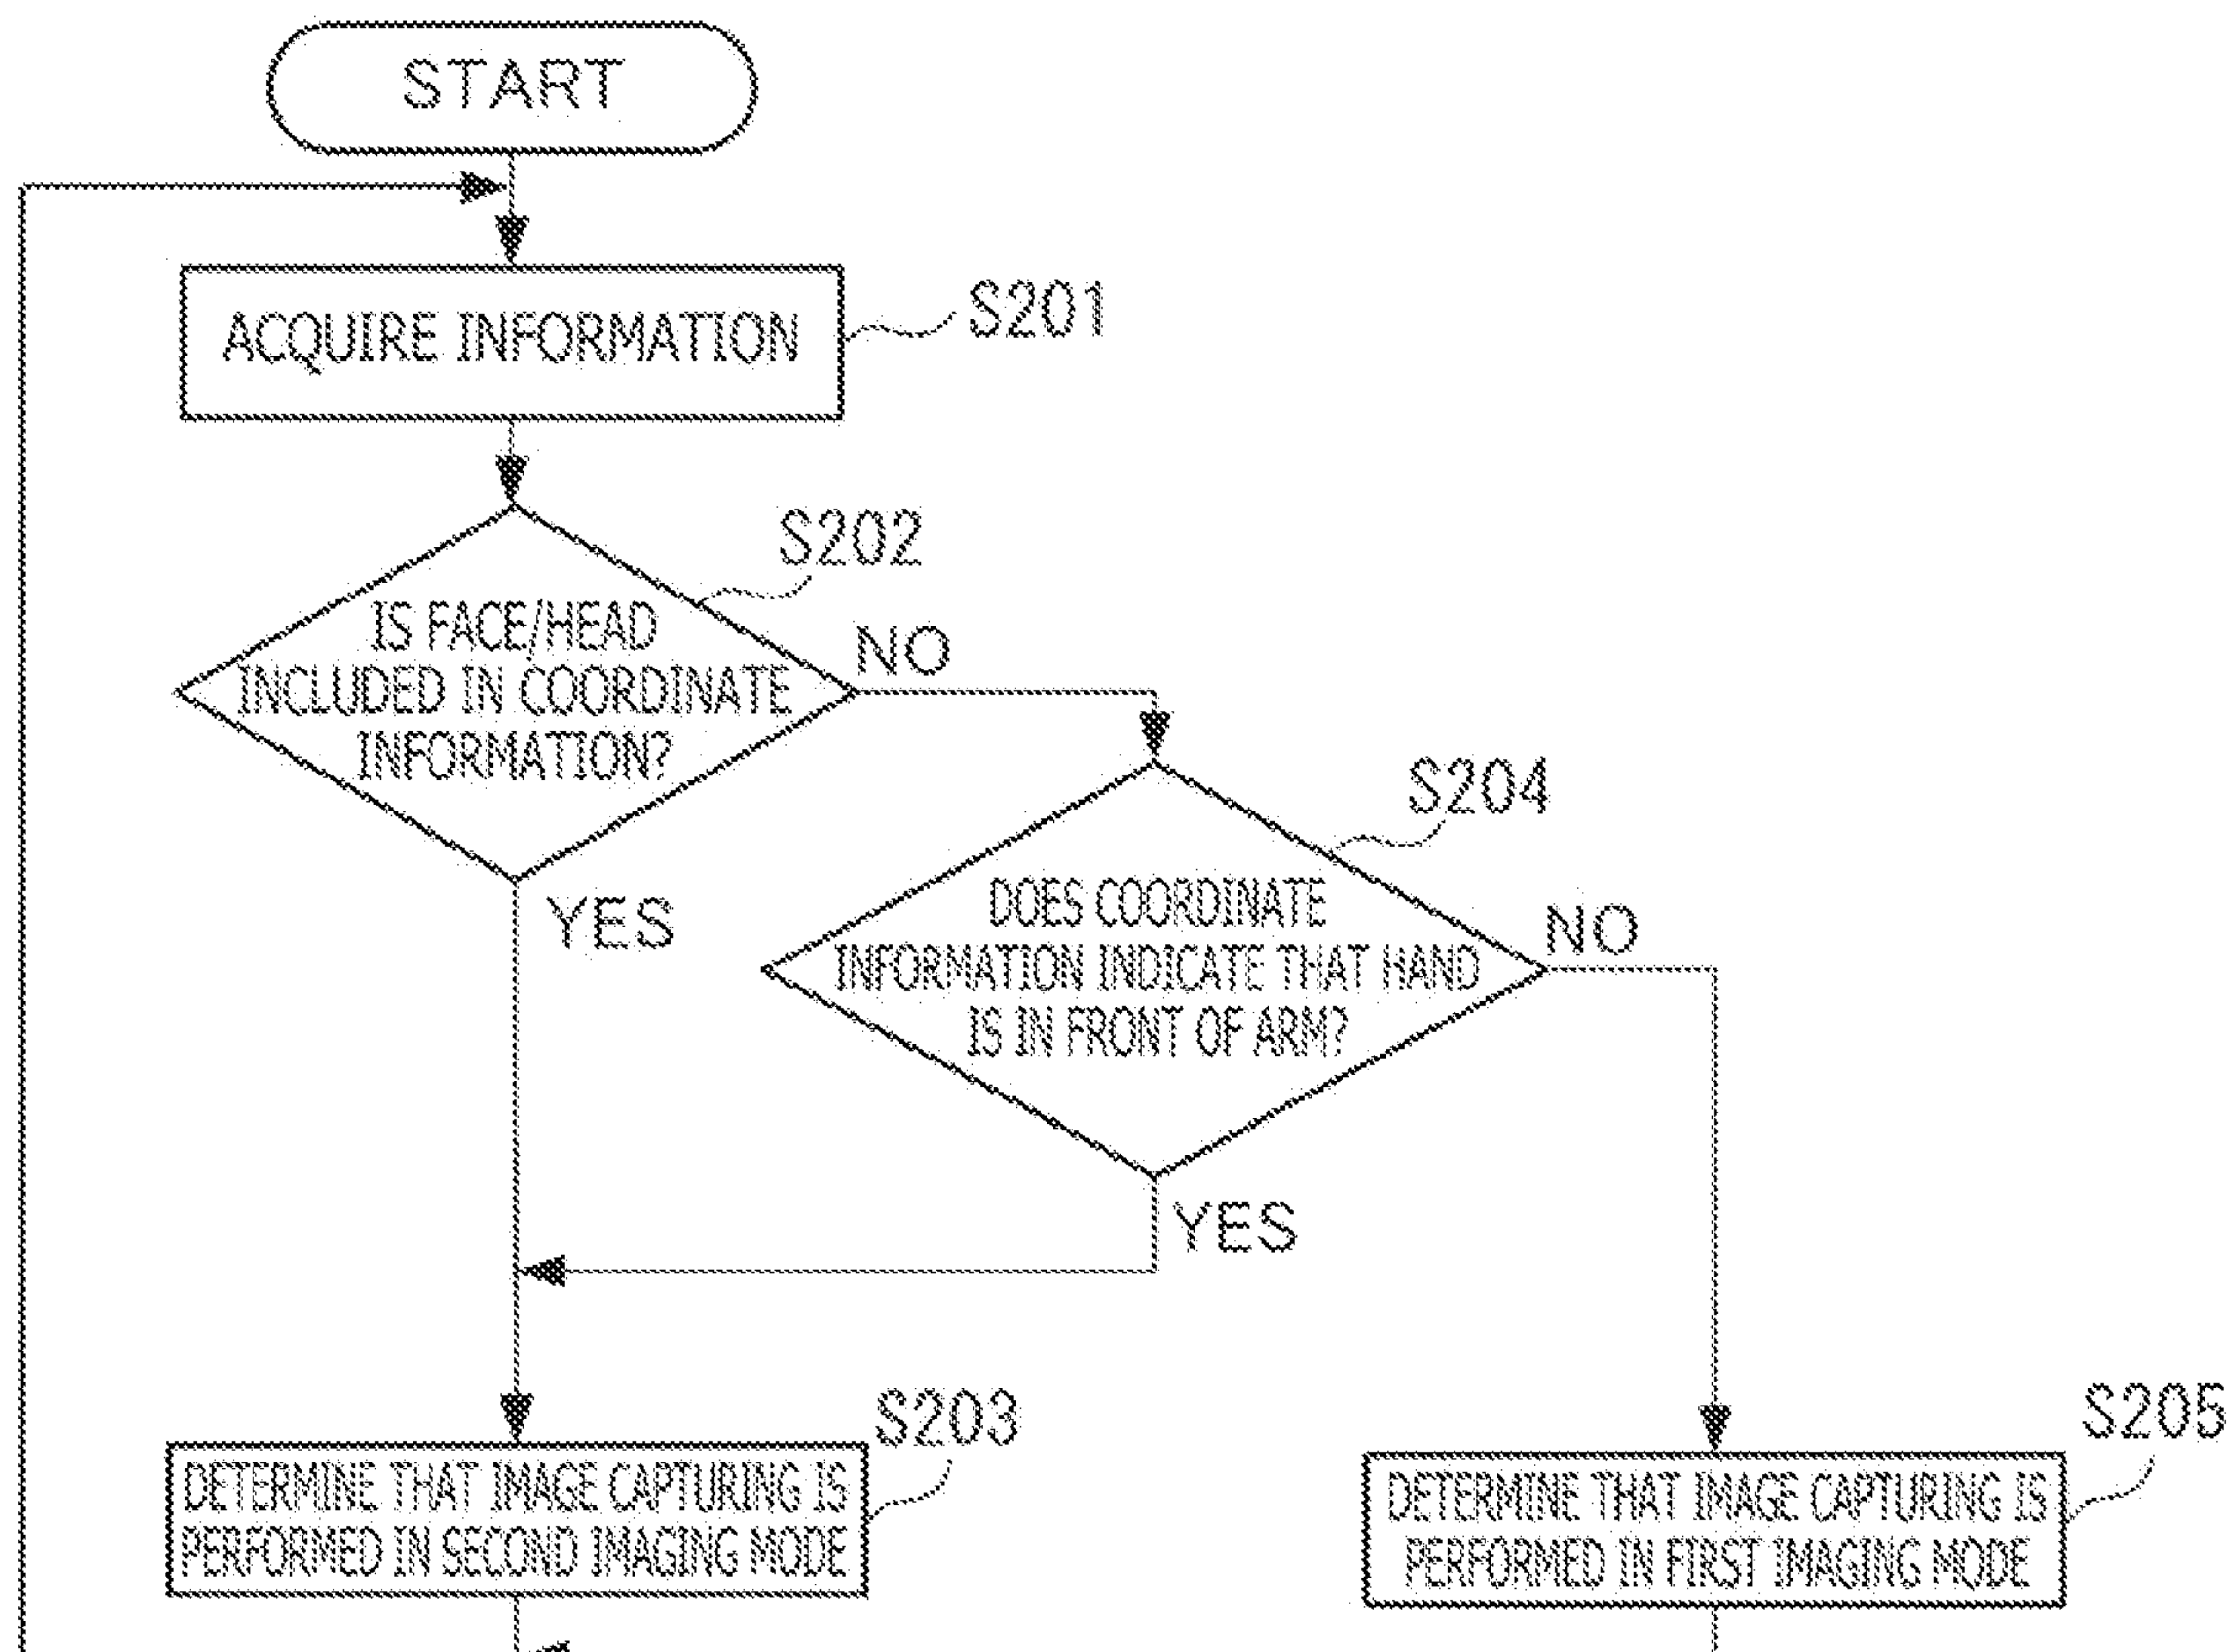 START
ACQUIRE INFORMATION
S201
S202
IS FACE/HEAD
INCLUDED IN COORDINATE
INFORMATION?
NO
YES
S204
DOES COORDINATE
INFORMATION INDICATE THAT HAND
IS IN FRONT OF ARM?
NO
YES
S203
DETERMINE THAT IMAGE CAPTURING IS
PERFORMED IN SECOND IMAGING MODE
S205
DETERMINE THAT IMAGE CAPTURING IS
PERFORMED IN FIRST IMAGING MODE